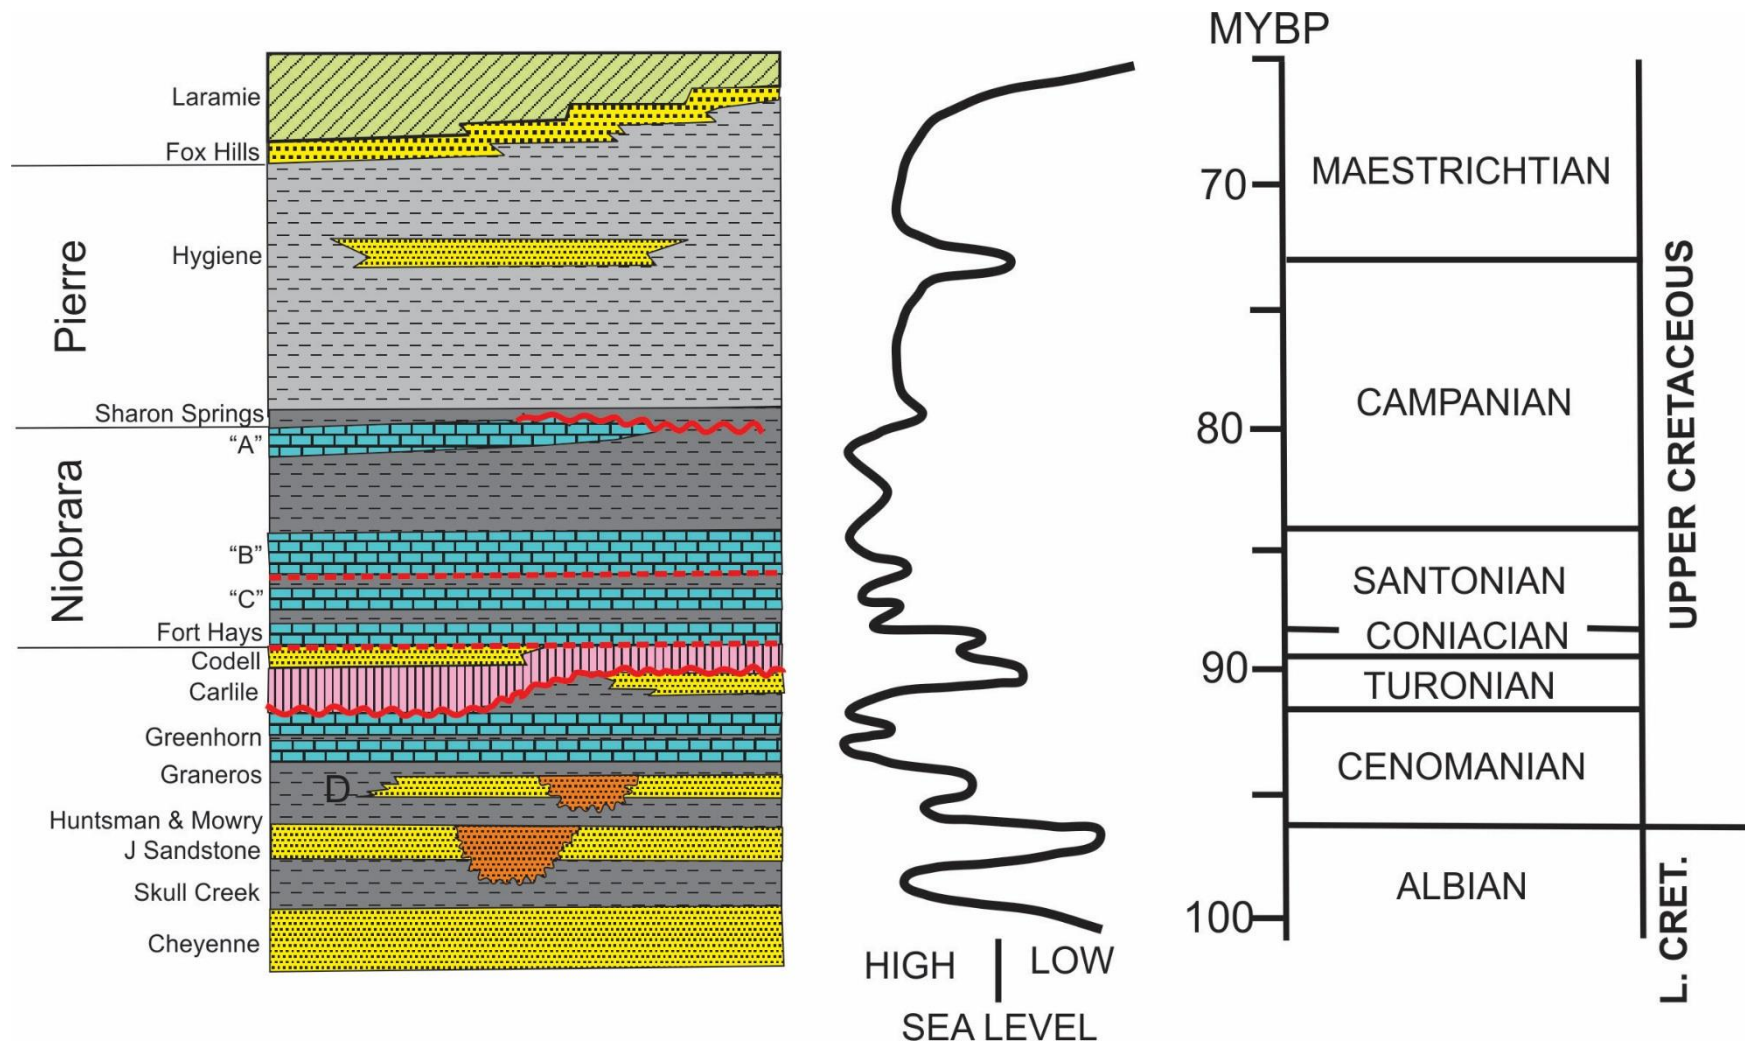 MYBP
Laramie
Fox Hills
Pierre
Hygiene
Sharon Springs
Niobrara
“A”
“B”
“C”
Fort Hays
Codell
Carlile
Greenhorn
Graneros
D
Huntsman & Mowry
J Sandstone
Skull Creek
Cheyenne
HIGH
LOW
SEA LEVEL
70
80
90
100
MAESTRICHTIAN
CAMPANIAN
SANTONIAN
CONIACIAN
TURONIAN
CENOMANIAN
ALBIAN
UPPER CRETACEOUS
L. CRET.